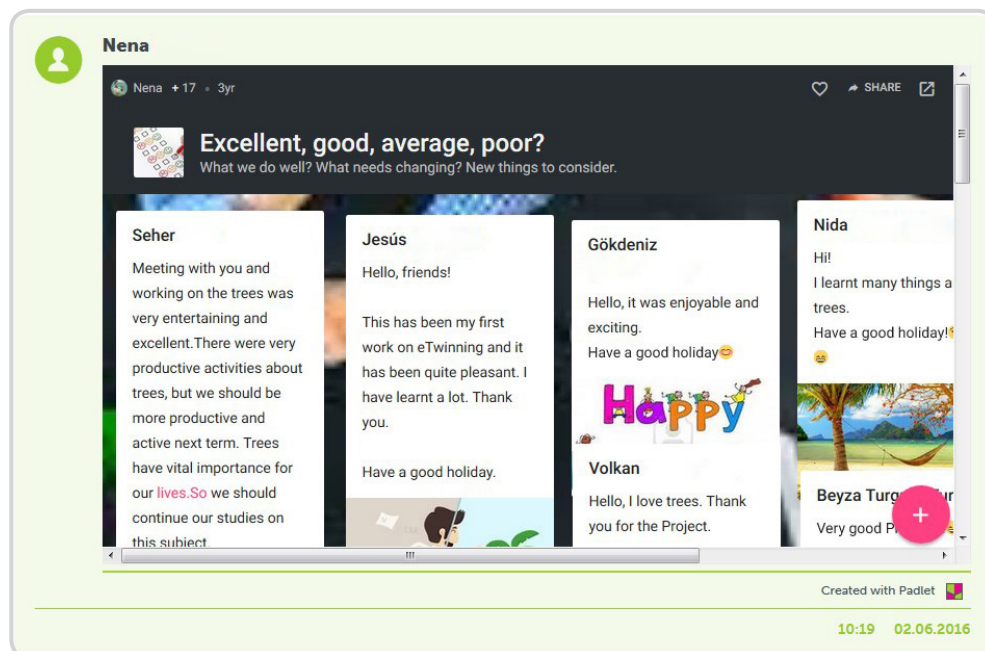 Nena
Nena +17 • 3yr
SHARE
Excellent, good, average, poor?
What we do well? What needs changing? New things to consider.
Seher
Meeting with you and
working on the trees was
very entertaining and
excellent.There were very
productive activities about
trees, but we should be
more productive and
active next term. Trees
have vital importance for
our lives.So we should
continue our studies on
this subject
Jesús
Hello, friends!
This has been my first
work on eTwinning and it
has been quite pleasant. I
have learnt a lot. Thank
you.
Have a good holiday.
Gökdeniz
Hello, it was enjoyable and
exciting.
Have a good holiday😊
Happy
Volkan
Hello, I love trees. Thank
you for the Project.
Nida
Hi!
I learnt many things a
trees.
Have a good holiday!
Beyza
Very good
+
Created with Padlet
10:19 02.06.2016